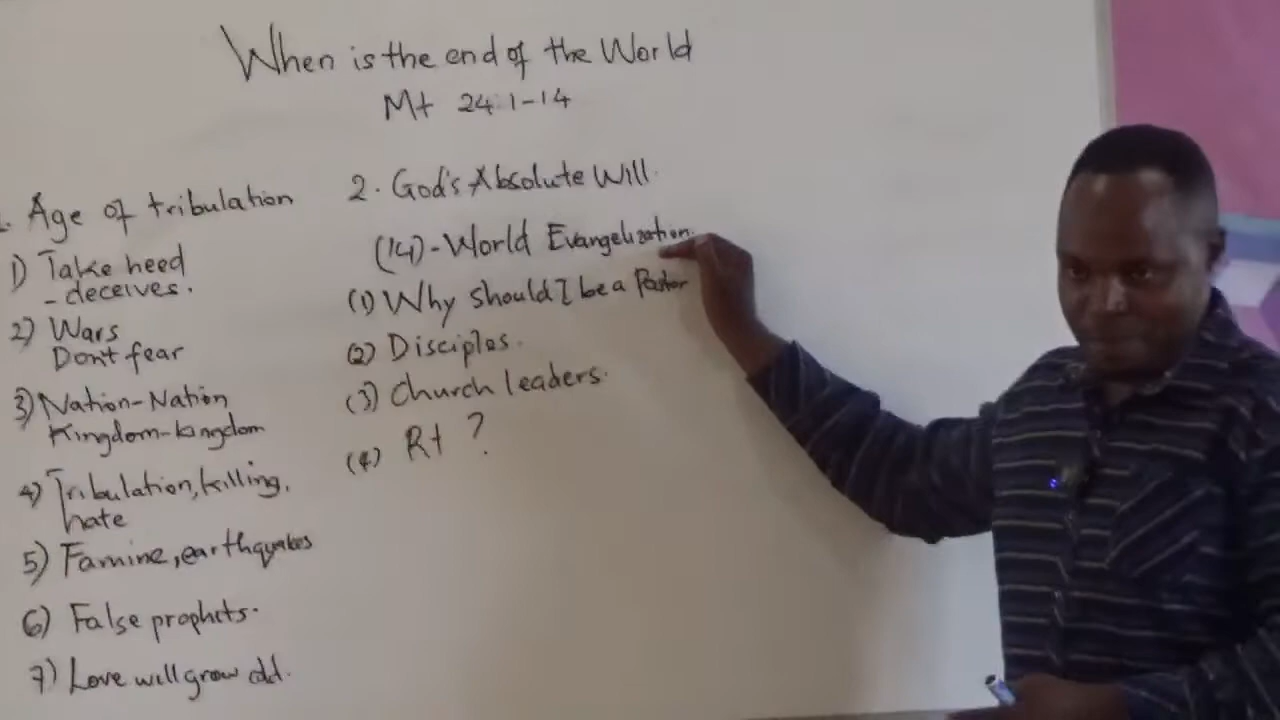 When is the end of the World
Mt 24:1-14
1. Age of tribulation
1) Take heed
- deceives.
2) Wars
Dont fear
3) Nation-Nation
Kingdom-kingdom
4) Tribulation, killing,
hate
5) Famine, earthquakes
6) False prophets.
7) Love will grow cold.
2. God's Absolute Will.
(14) - World Evangelization.
(1) Why should I be a Pastor
(2) Disciples.
(3) Church leaders.
(4) Rt ?